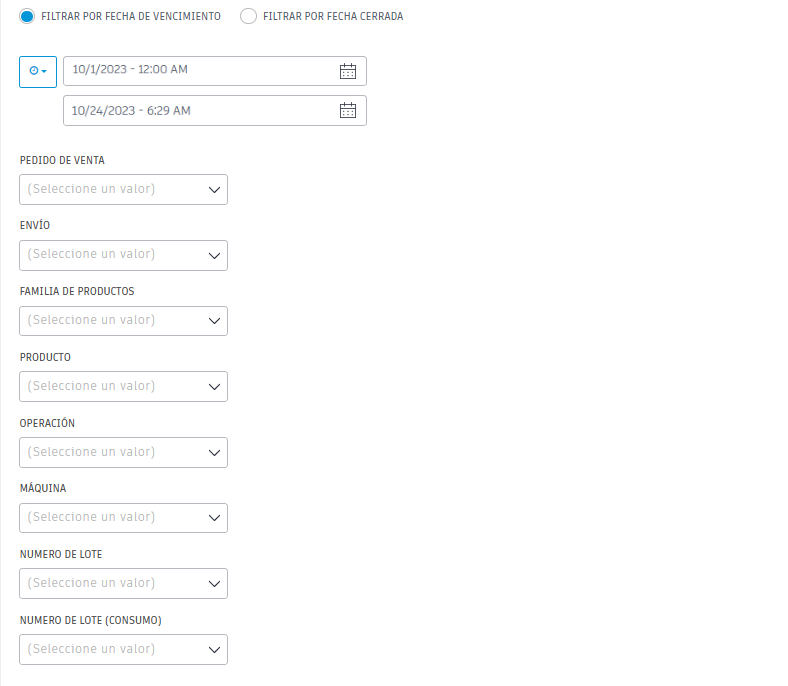 FILTRAR POR FECHA DE VENCIMIENTO FILTRAR POR FECHA CERRADA
10/1/2023 - 12:00 AM
10/24/2023 - 6:29 AM
PEDIDO DE VENTA
(Seleccione un valor)
ENVÍO
(Seleccione un valor)
FAMILIA DE PRODUCTOS
(Seleccione un valor)
PRODUCTO
(Seleccione un valor)
OPERACIÓN
(Seleccione un valor)
MÁQUINA
(Seleccione un valor)
NUMERO DE LOTE
(Seleccione un valor)
NUMERO DE LOTE (CONSUMO)
(Seleccione un valor)